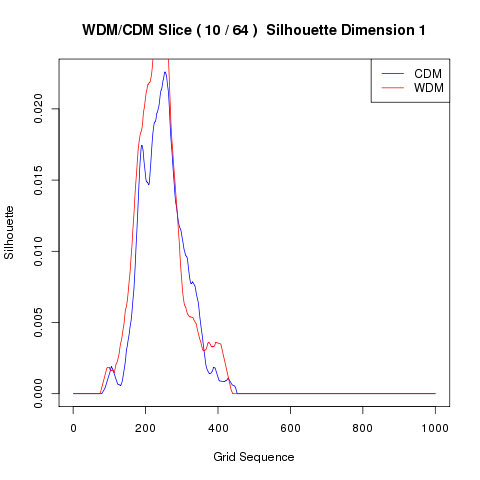 WDM/CDM Slice ( 10 / 64 )  Silhouette Dimension 1
CDM
WDM
Silhouette
0.020
0.015
0.010
0.005
0.000
0 200 400 600 800 1000
Grid Sequence